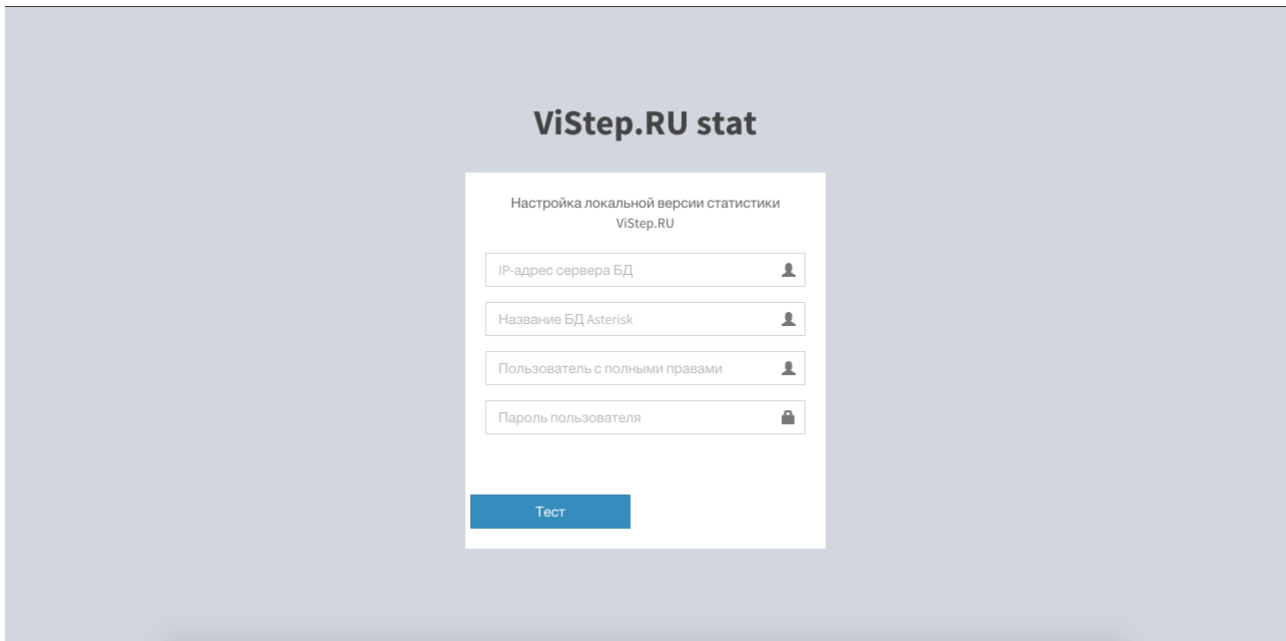 ViStep.RU stat
Настройка локальной версии статистики
ViStep.RU
IP-адрес сервера БД
Название БД Asterisk
Пользователь с полными правами
Пароль пользователя
Тест